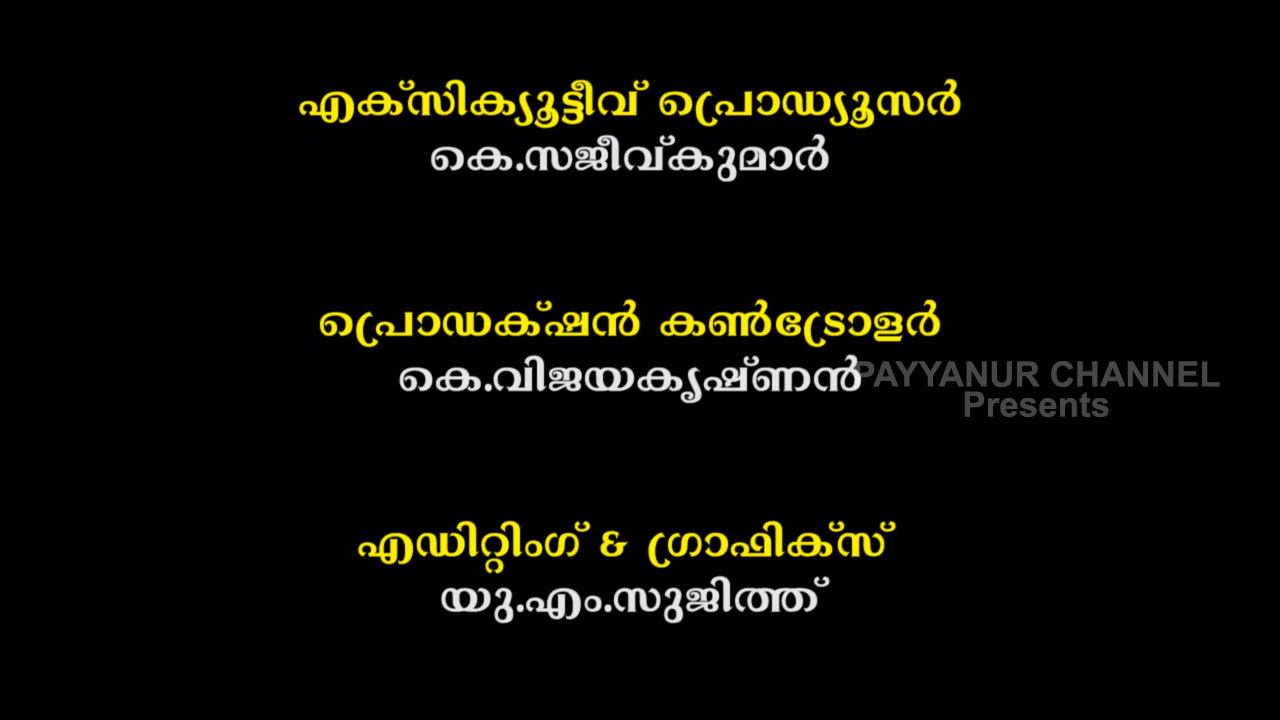 എക്സിക്യൂട്ടീവ് പ്രൊഡ്യൂസർ
കെ.സജീവ്കുമാർ
പ്രൊഡക്ഷൻ കൺട്രോളർ
കെ.വിജയകൃഷ്ണൻ
PAYYANUR CHANNEL
Presents
എഡിറ്റിംഗ് & ഗ്രാഫിക്സ്
യു.എം.സുജിത്ത്